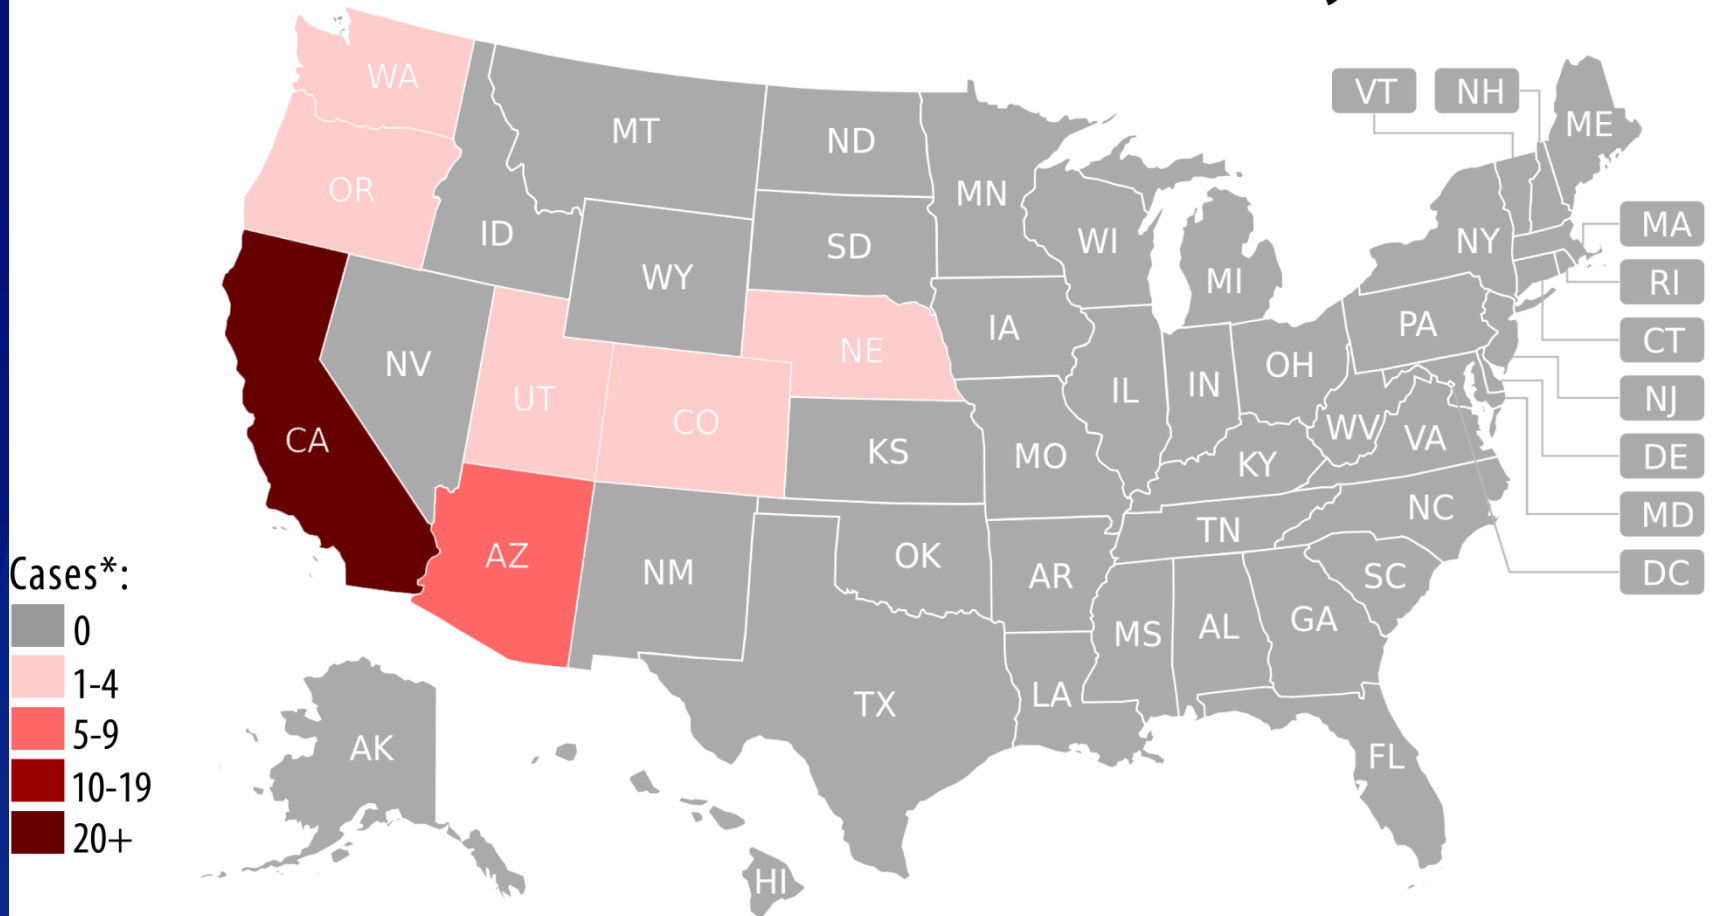 WA
MT
ND
MN
VT
NH
ME
OR
ID
WY
SD
WI
MI
NY
MA
RI
CT
NJ
DE
MD
DC
NV
UT
CO
NE
IA
IL
IN
OH
PA
CA
AZ
NM
KS
MO
KY
WV
VA
OK
AR
TN
NC
SC
TX
LA
MS
AL
GA
FL
AK
HI
Cases*:
0
1-4
5-9
10-19
20+